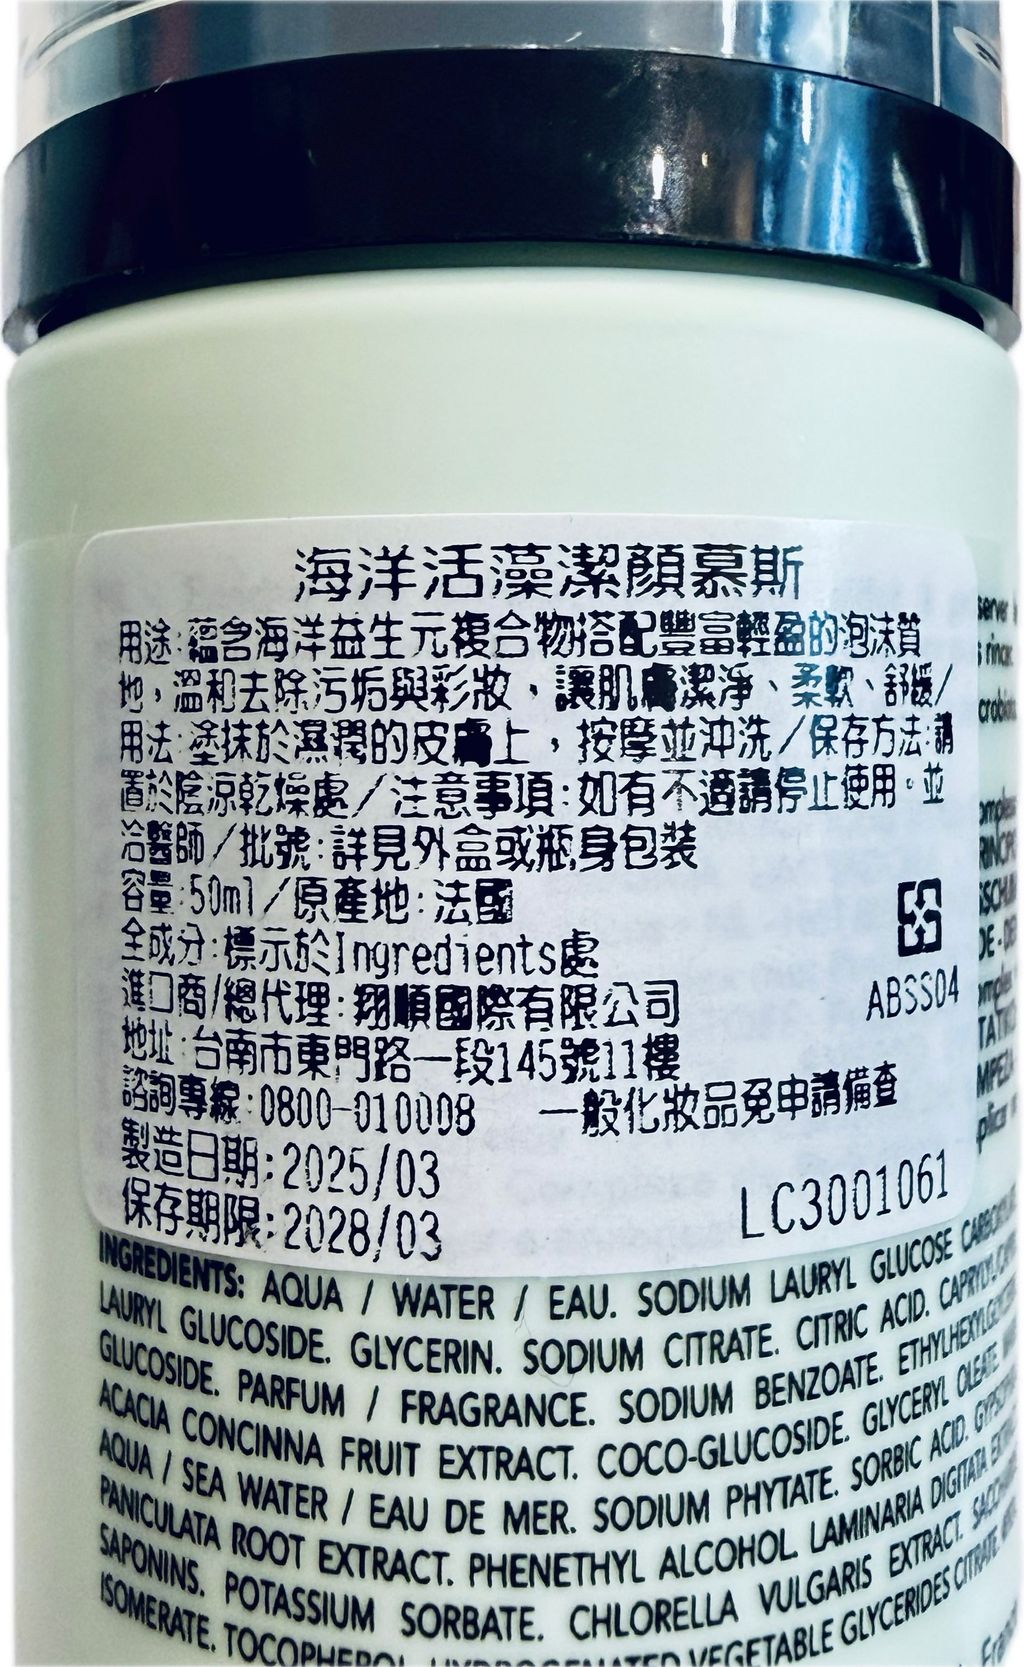 海洋活藻潔顏慕斯
用途:蘊含海洋益生元複合物搭配豐富輕盈的泡沫質
地，溫和去除污垢與彩妝，讓肌膚潔淨、柔軟、舒緩/
用法:塗抹於濕潤的皮膚上，按摩並沖洗/保存方法:請
置於陰涼乾燥處/注意事項:如有不適請停止使用。並
洽醫師/批號:詳見外盒或瓶身包裝
容量:50ml/原產地:法國
全成分:標示於Ingredients處
進口商/總代理:翔順國際有限公司
ABSS04
地址:台南市東門路一段145號11樓
諮詢專線:0800-010008 一般化妝品免申請備查
製造日期:2025/03
保存期限:2028/03
LC3001061
INGREDIENTS: AQUA / WATER / EAU. SODIUM LAURYL GLUCOSE
LAURYL GLUCOSIDE. GLYCERIN. SODIUM CITRATE. CITRIC ACID.
GLUCOSIDE. PARFUM / FRAGRANCE. SODIUM BENZOATE.
ACACIA CONCINNA FRUIT EXTRACT. COCO-GLUCOSIDE. GLYCERYL OLEATE.
AQUA / SEA WATER / EAU DE MER. SODIUM PHYTATE. SORBIC ACID.
PANICULATA ROOT EXTRACT. PHENETHYL ALCOHOL. LAMINARIA DIGITATA
SAPONINS. POTASSIUM SORBATE. CHLORELLA VULGARIS EXTRACT.
ISOMERATE. TOCOPHEROL. HYDROGENATED VEGETABLE GLYCERIDES CITRATE.